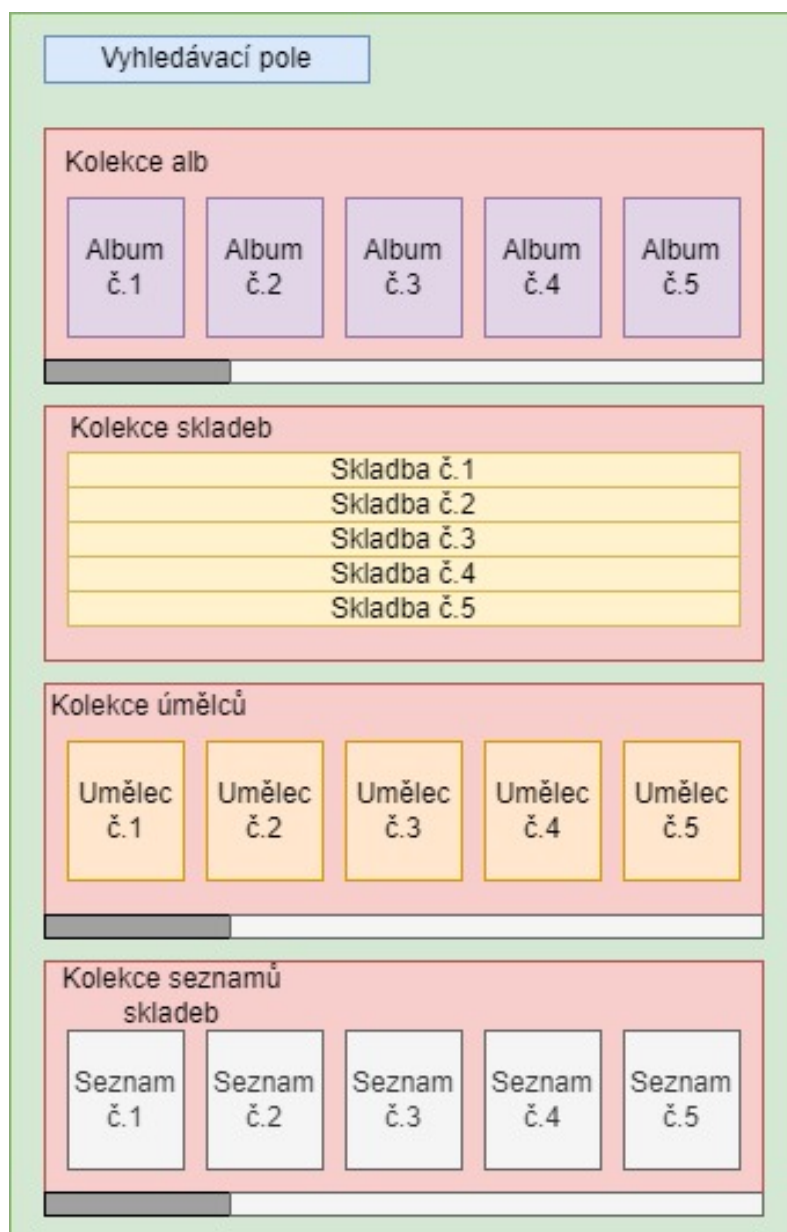 Vyhledávací pole
Kolekce alb
Album Album Album Album Album
č.1 č.2 č.3 č.4 č.5
Kolekce skladeb
Skladba č.1
Skladba č.2
Skladba č.3
Skladba č.4
Skladba č.5
Kolekce úmělců
Umělec Umělec Umělec Umělec Umělec
č.1 č.2 č.3 č.4 č.5
Kolekce seznamů
skladeb
Seznam Seznam Seznam Seznam Seznam
č.1 č.2 č.3 č.4 č.5